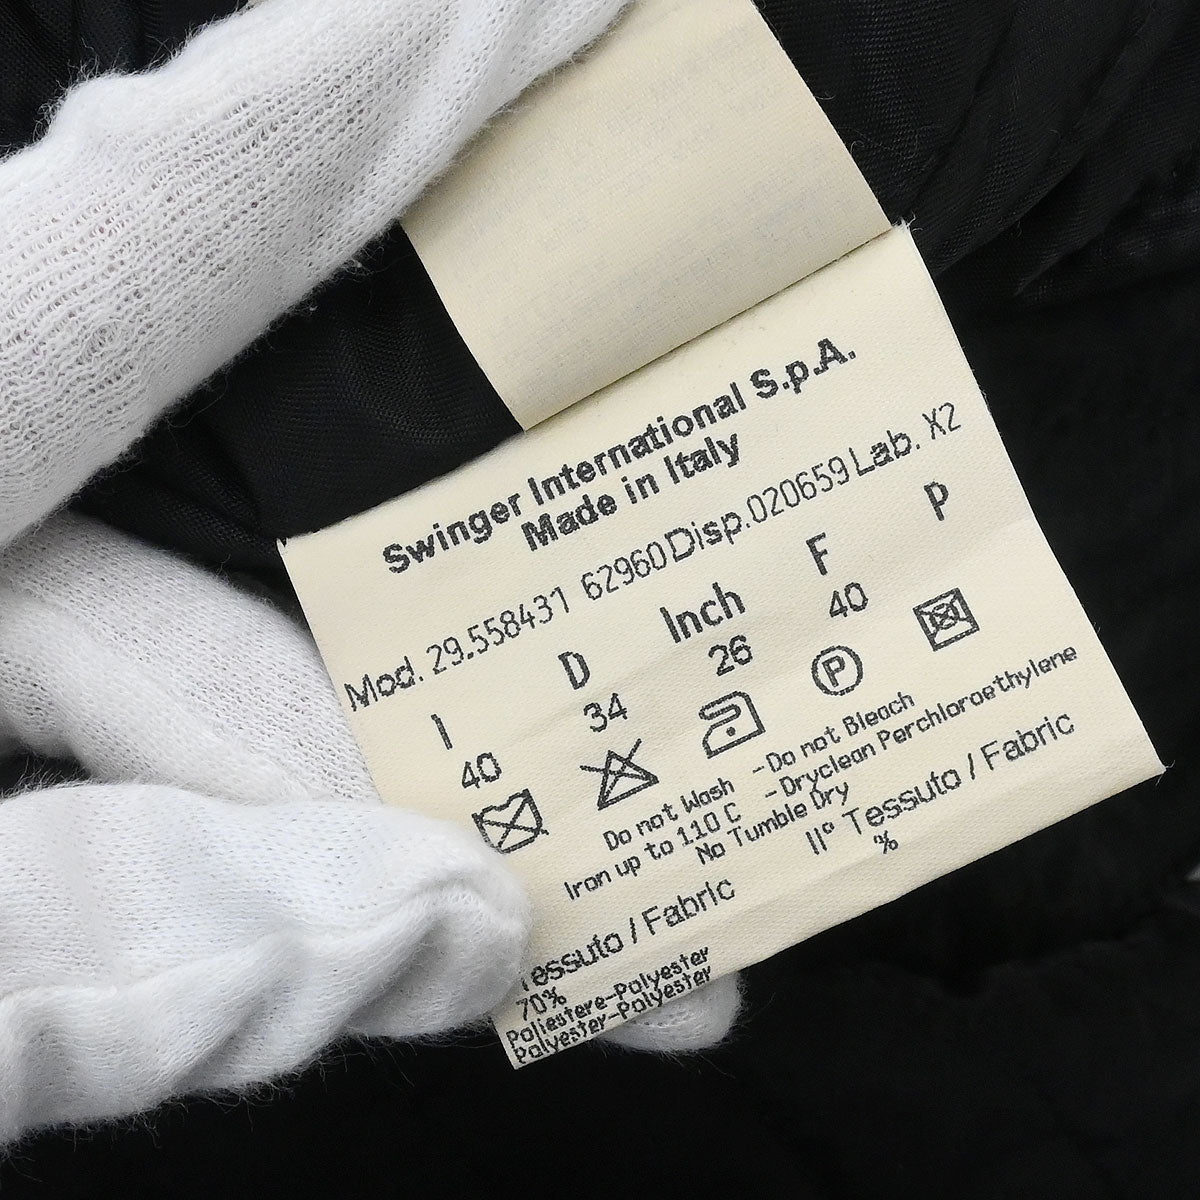 Swinger International S.p.A.
Made in Italy
Mod. 29.558431 62960 Disp.020659 Lab. X2
I D Inch F P
40 34 26 40
P
Do not Wash -Do not Bleach
Iron up to 110 C -Dryclean Perchloroethylene
No Tumble Dry
Tessuto / Fabric II° Tessuto / Fabric
70% %
Poliestere-Polyester
Polyester-Polyester